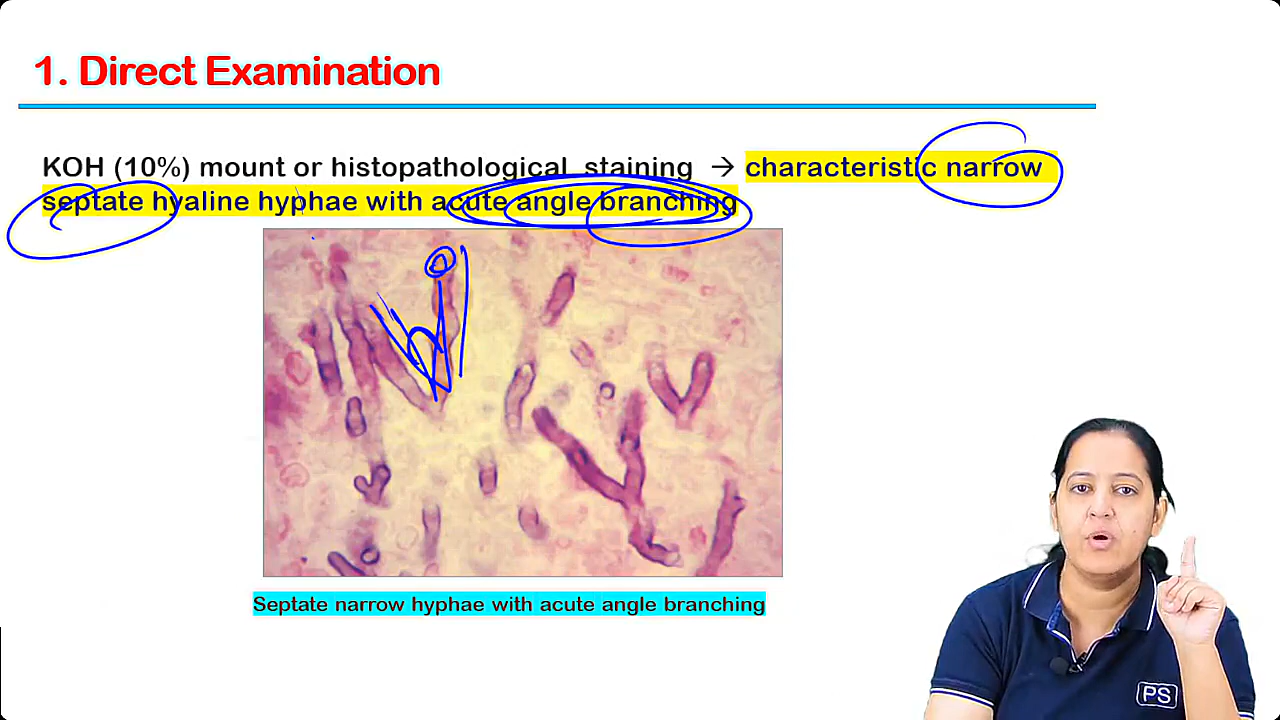 1. Direct Examination
KOH (10%) mount or histopathological staining → characteristic narrow
septate hyaline hyphae with acute angle branching
Septate narrow hyphae with acute angle branching
PS